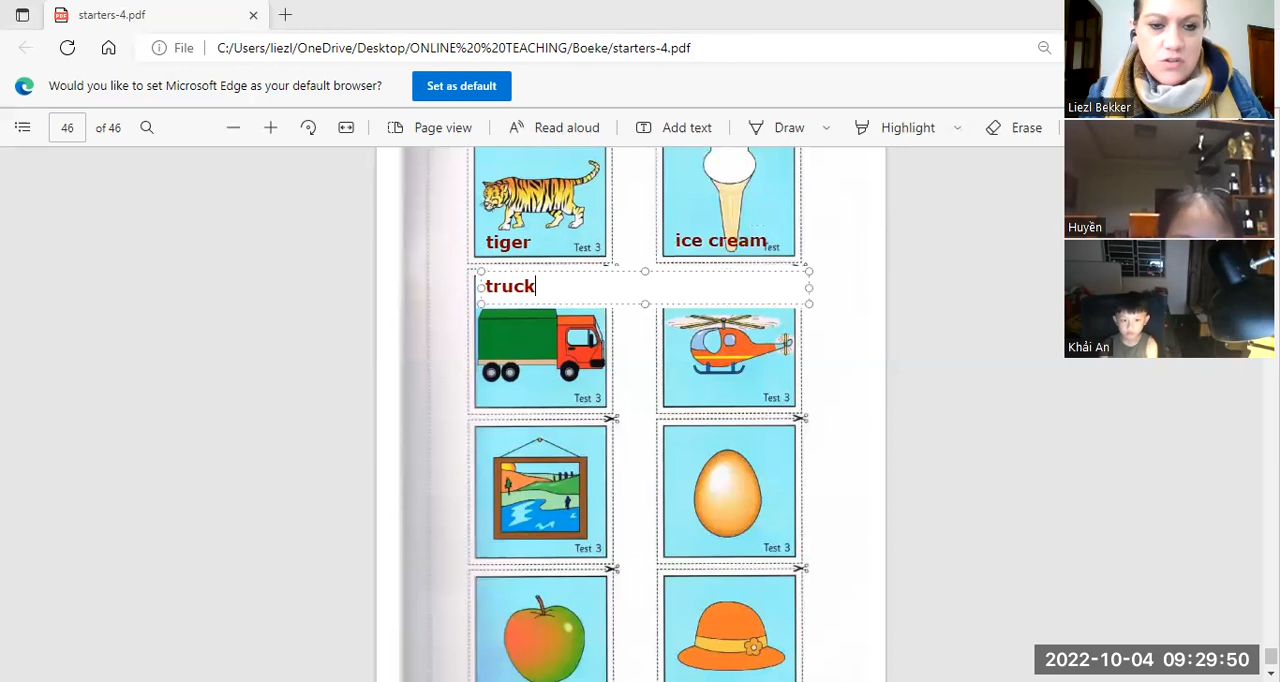 starters-4.pdf
File
C:/Users/liezl/OneDrive/Desktop/ONLINE%20%20TEACHING/Boeke/starters-4.pdf
Would you like to set Microsoft Edge as your default browser?
Set as default
46
of 46
Page view
Read aloud
Add text
Draw
Highlight
Erase
tiger
Test 3
ice cream
Test
truck
Test 3
Test 3
Test 3
Test 3
Liezl Bekker
Huyền
Khải An
2022-10-04 09:29:50